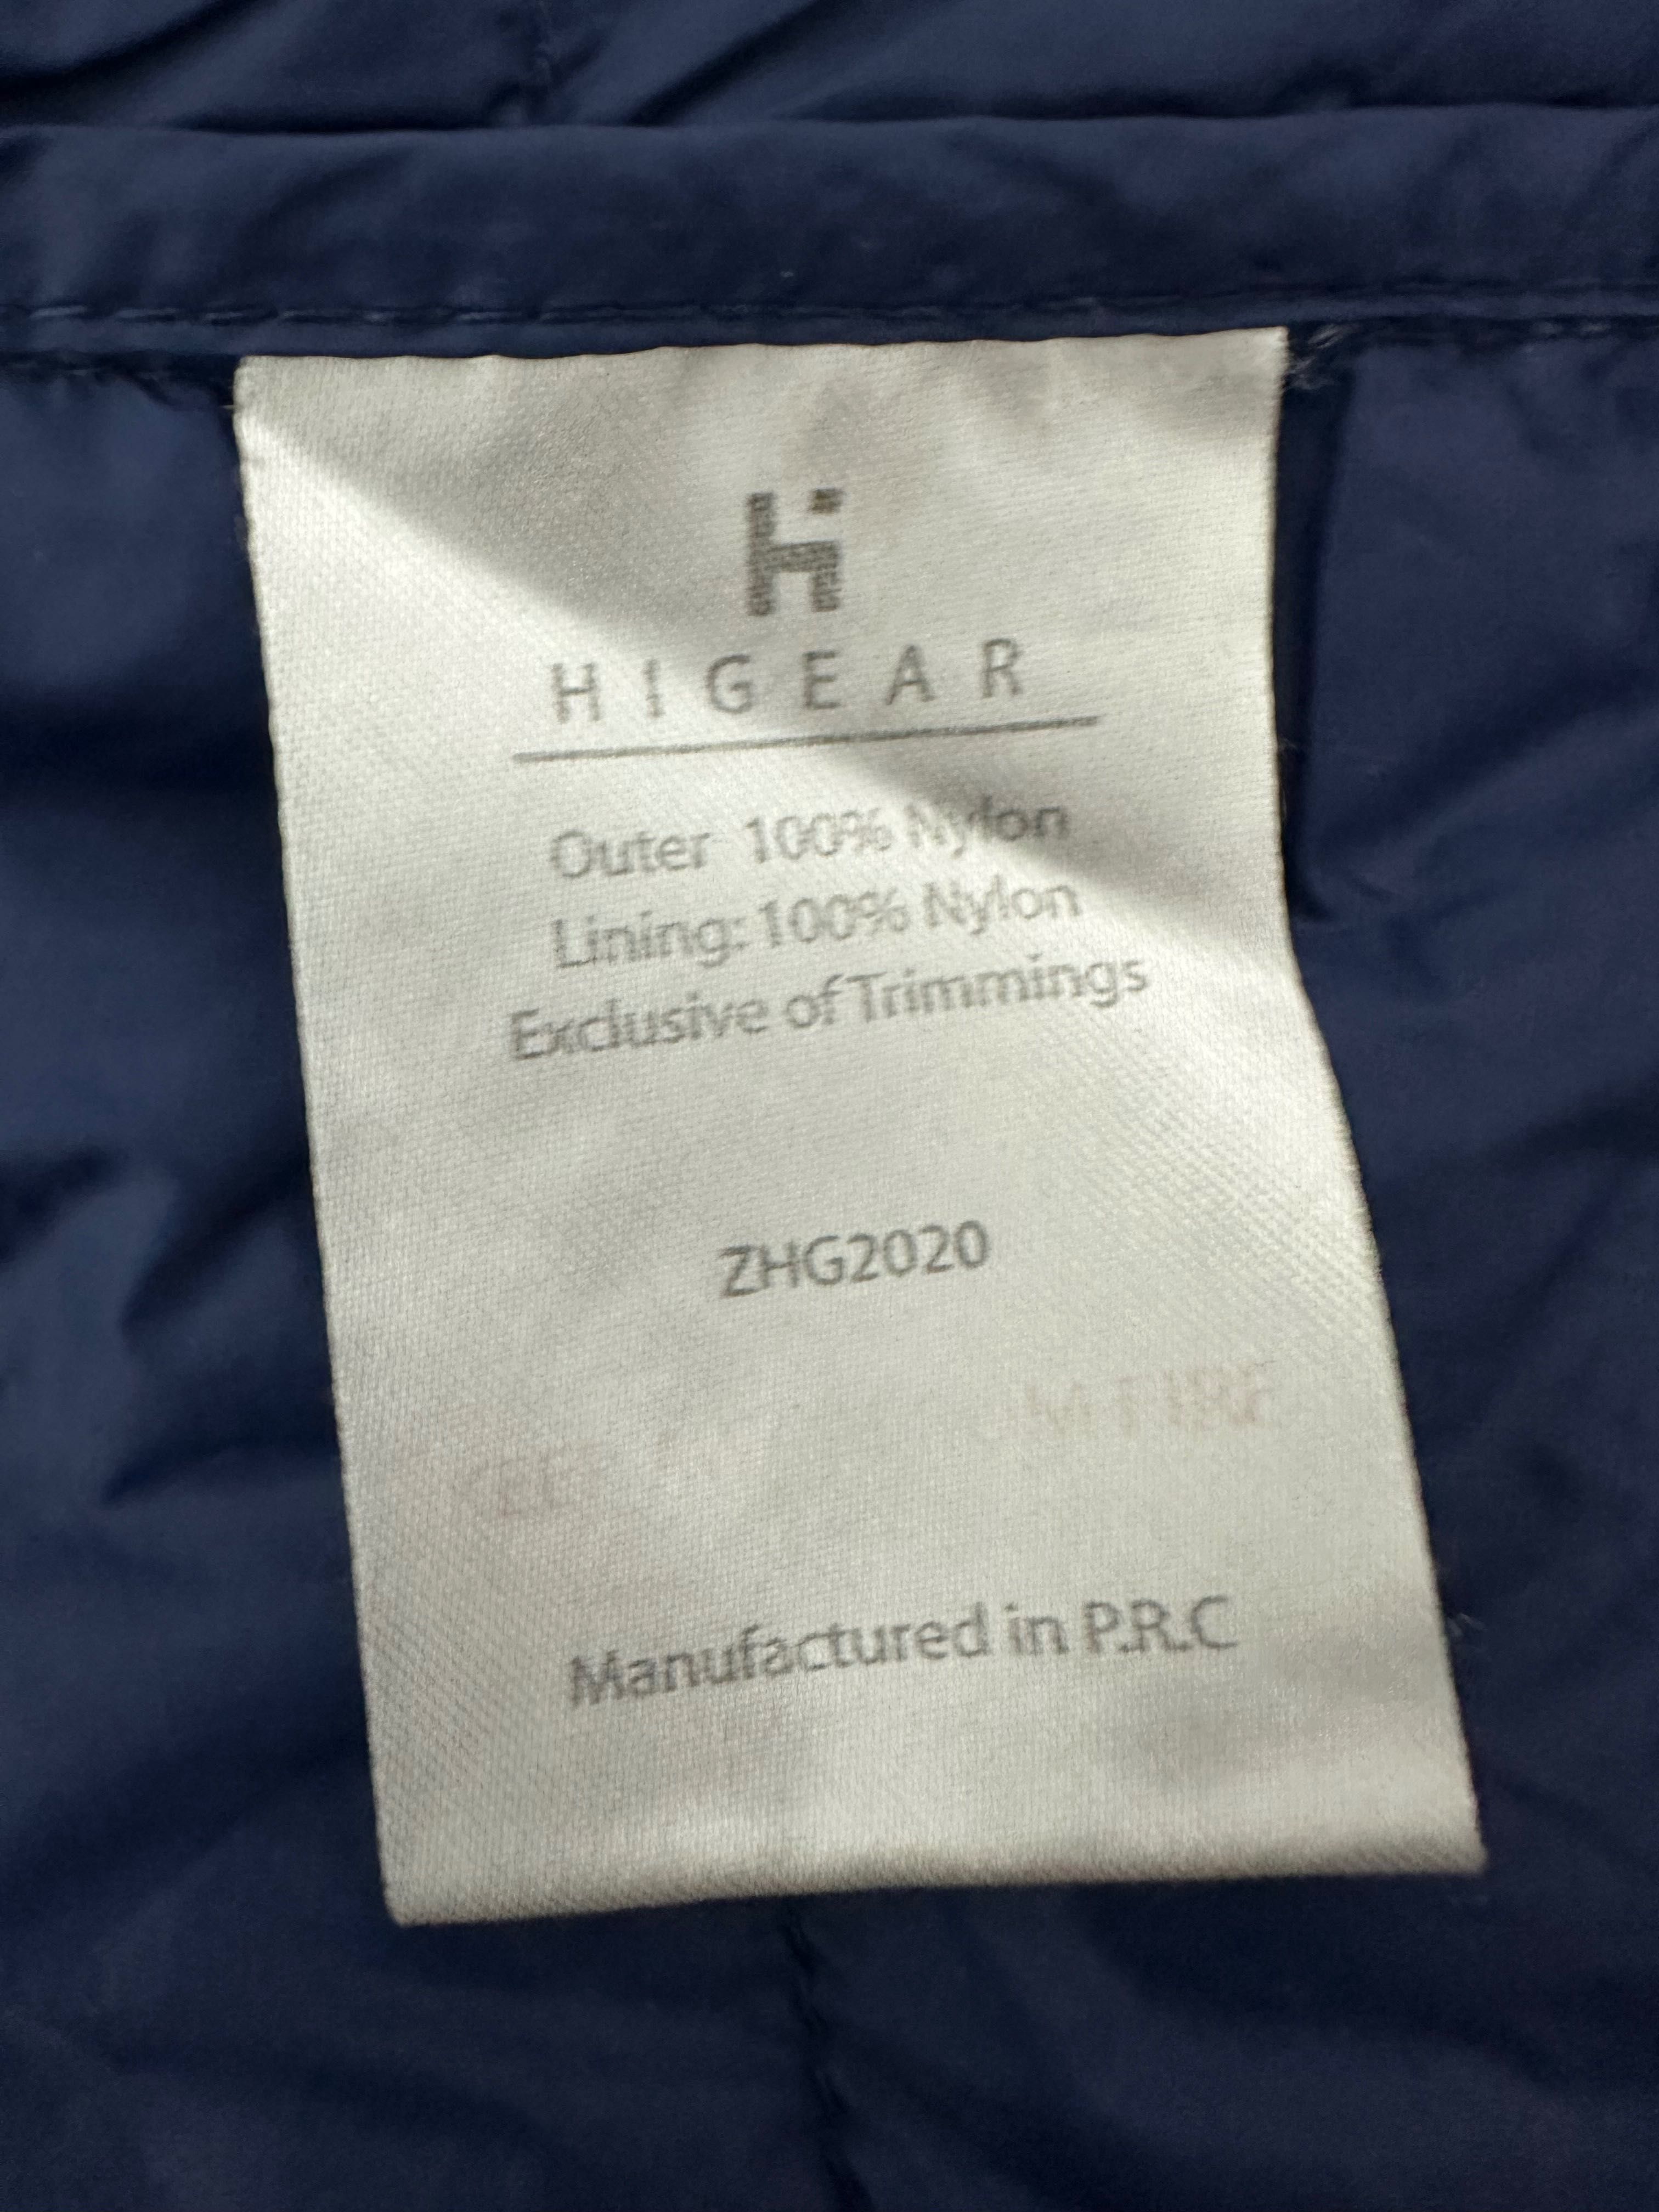 H
HIGEAR
Outer 100% Nylon
Lining: 100% Nylon
Exclusive of Trimmings
ZHG2020
Manufactured in P.R.C